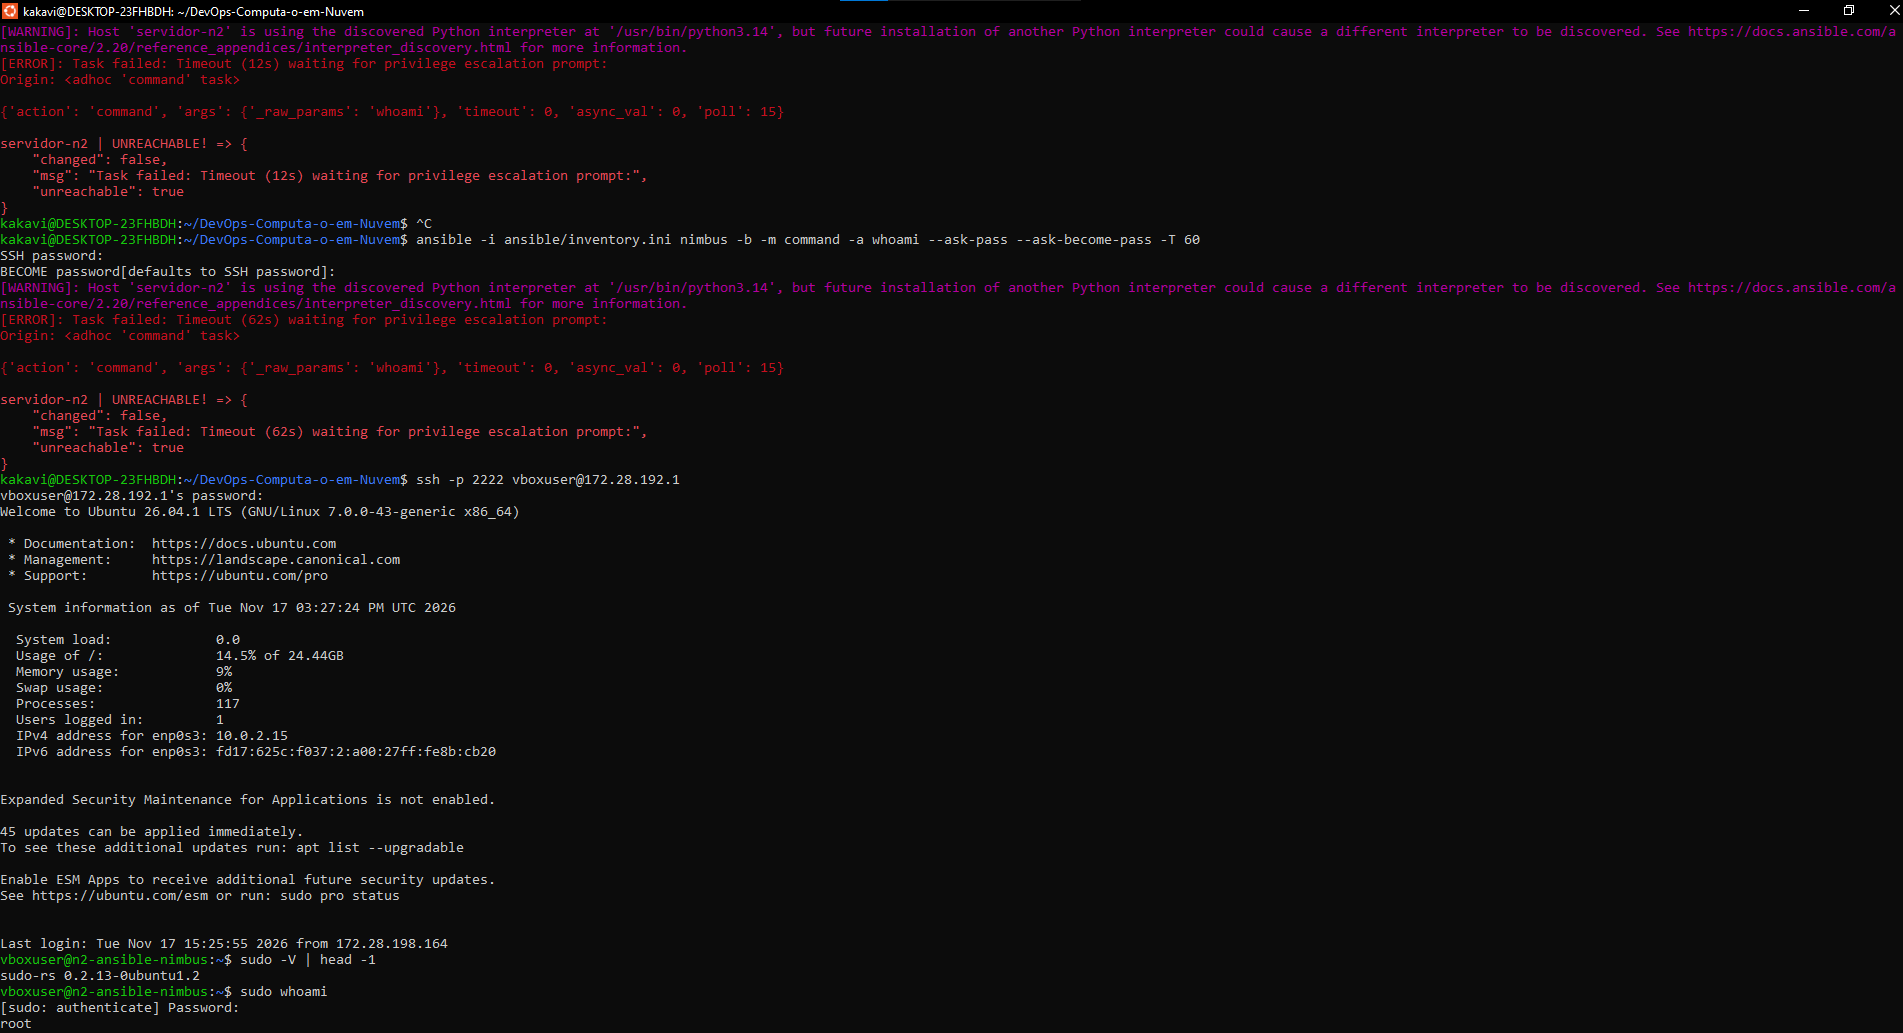 kakavi@DESKTOP-23FHBDH: ~/DevOps-Computa-o-em-Nuvem
[WARNING]: Host 'servidor-n2' is using the discovered Python interpreter at '/usr/bin/python3.14', but future installation of another Python interpreter could cause a different interpreter to be discovered. See https://docs.ansible.com/a
nsible-core/2.20/reference_appendices/interpreter_discovery.html for more information.
[ERROR]: Task failed: Timeout (12s) waiting for privilege escalation prompt:
Origin: <adhoc 'command' task>
{'action': 'command', 'args': {'_raw_params': 'whoami'}, 'timeout': 0, 'async_val': 0, 'poll': 15}
servidor-n2 | UNREACHABLE! => {
    "changed": false,
    "msg": "Task failed: Timeout (12s) waiting for privilege escalation prompt:",
    "unreachable": true
}
kakavi@DESKTOP-23FHBDH:~/DevOps-Computa-o-em-Nuvem$ ^C
kakavi@DESKTOP-23FHBDH:~/DevOps-Computa-o-em-Nuvem$ ansible -i ansible/inventory.ini nimbus -b -m command -a whoami --ask-pass --ask-become-pass -T 60
SSH password:
BECOME password[defaults to SSH password]:
[WARNING]: Host 'servidor-n2' is using the discovered Python interpreter at '/usr/bin/python3.14', but future installation of another Python interpreter could cause a different interpreter to be discovered. See https://docs.ansible.com/a
nsible-core/2.20/reference_appendices/interpreter_discovery.html for more information.
[ERROR]: Task failed: Timeout (62s) waiting for privilege escalation prompt:
Origin: <adhoc 'command' task>
{'action': 'command', 'args': {'_raw_params': 'whoami'}, 'timeout': 0, 'async_val': 0, 'poll': 15}
servidor-n2 | UNREACHABLE! => {
    "changed": false,
    "msg": "Task failed: Timeout (62s) waiting for privilege escalation prompt:",
    "unreachable": true
}
kakavi@DESKTOP-23FHBDH:~/DevOps-Computa-o-em-Nuvem$ ssh -p 2222 vboxuser@172.28.192.1
vboxuser@172.28.192.1's password:
Welcome to Ubuntu 26.04.1 LTS (GNU/Linux 7.0.0-43-generic x86_64)
 * Documentation:  https://docs.ubuntu.com
 * Management:     https://landscape.canonical.com
 * Support:        https://ubuntu.com/pro
 System information as of Tue Nov 17 03:27:24 PM UTC 2026
  System load:             0.0
  Usage of /:              14.5% of 24.44GB
  Memory usage:            9%
  Swap usage:              0%
  Processes:               117
  Users logged in:         1
  IPv4 address for enp0s3: 10.0.2.15
  IPv6 address for enp0s3: fd17:625c:f037:2:a00:27ff:fe8b:cb20
Expanded Security Maintenance for Applications is not enabled.
45 updates can be applied immediately.
To see these additional updates run: apt list --upgradable
Enable ESM Apps to receive additional future security updates.
See https://ubuntu.com/esm or run: sudo pro status
Last login: Tue Nov 17 15:25:55 2026 from 172.28.198.164
vboxuser@n2-ansible-nimbus:~$ sudo -V | head -1
sudo-rs 0.2.13-0ubuntu1.2
vboxuser@n2-ansible-nimbus:~$ sudo whoami
[sudo: authenticate] Password:
root